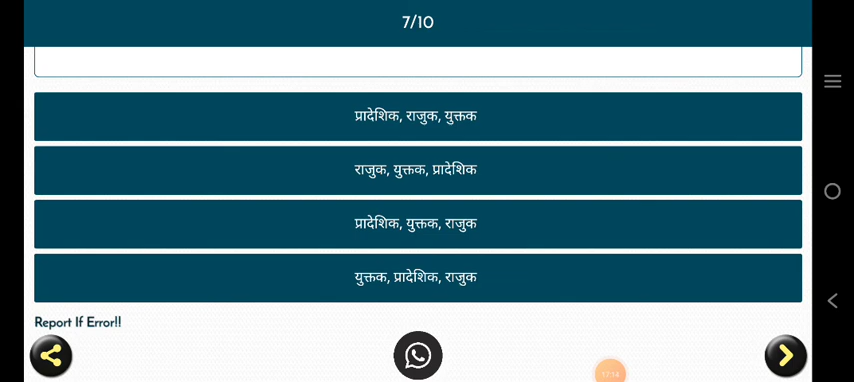 7/10
प्रादेशिक, राजुक, युक्तक
राजुक, युक्तक, प्रादेशिक
प्रादेशिक, युक्तक, राजुक
युक्तक, प्रादेशिक, राजुक
Report If Error!!